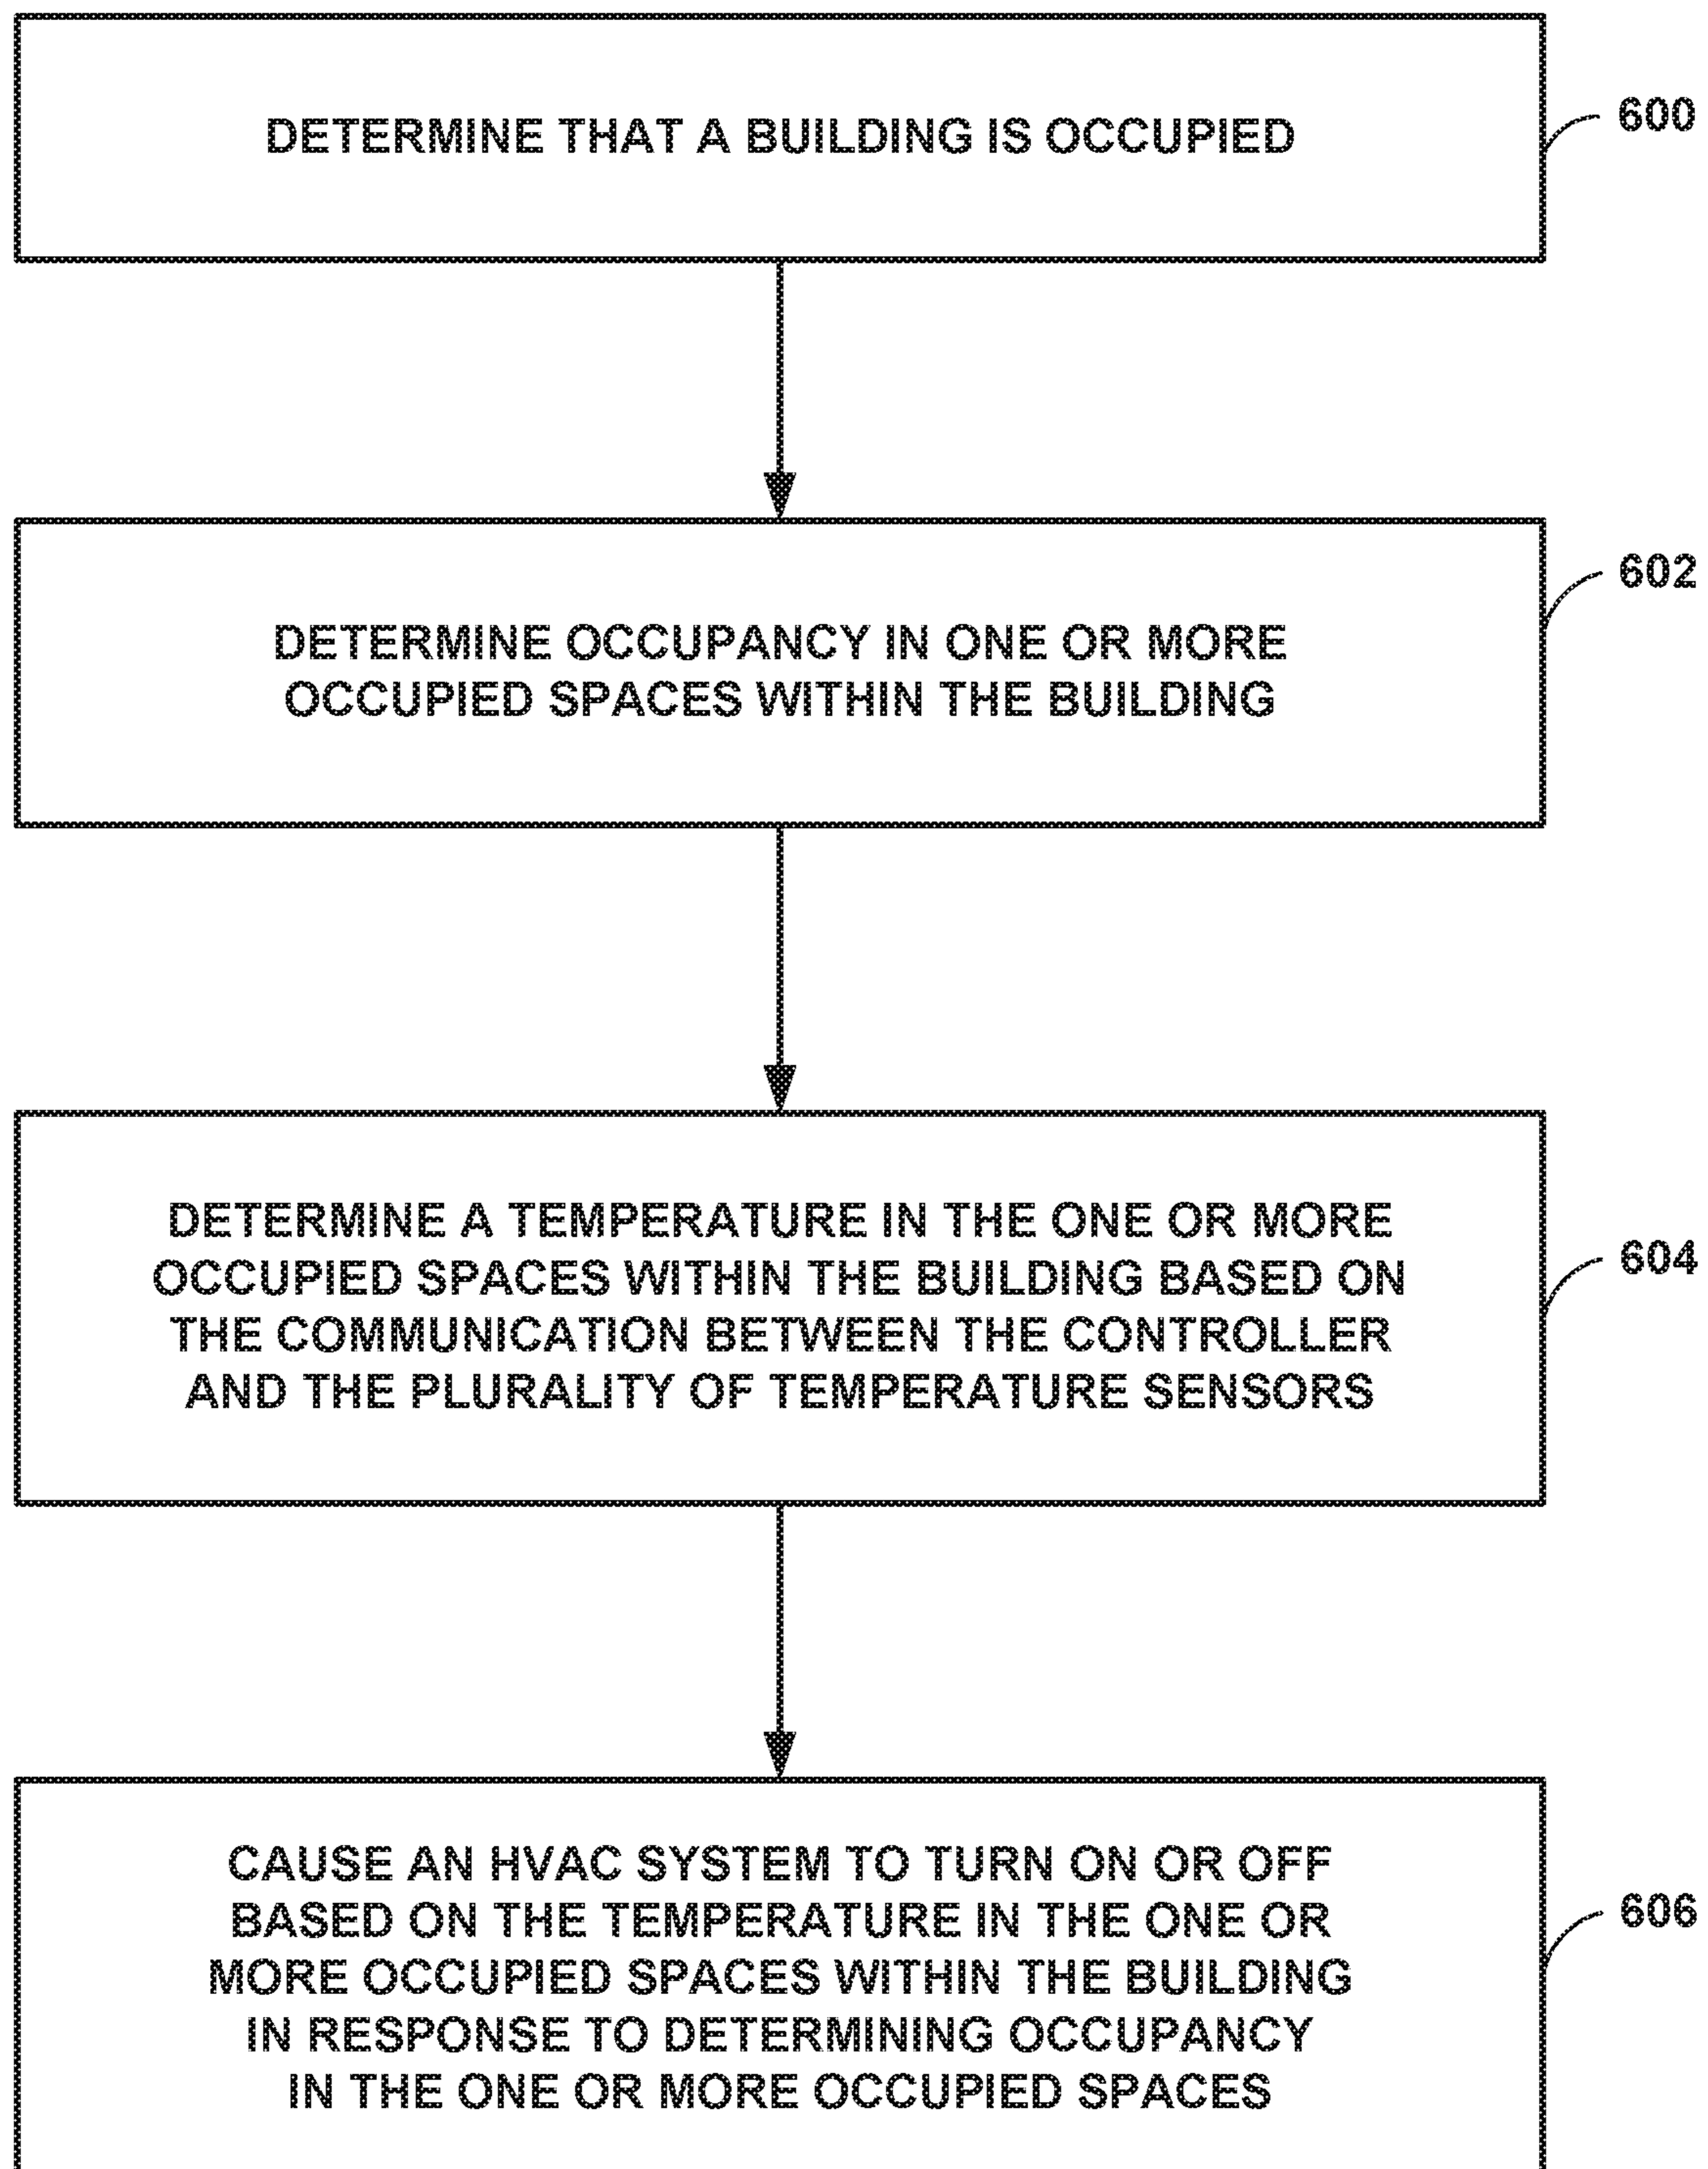 DETERMINE THAT A BUILDING IS OCCUPIED
600
DETERMINE OCCUPANCY IN ONE OR MORE
OCCUPIED SPACES WITHIN THE BUILDING
602
DETERMINE A TEMPERATURE IN THE ONE OR MORE
OCCUPIED SPACES WITHIN THE BUILDING BASED ON
THE COMMUNICATION BETWEEN THE CONTROLLER
AND THE PLURALITY OF TEMPERATURE SENSORS
604
CAUSE AN HVAC SYSTEM TO TURN ON OR OFF
BASED ON THE TEMPERATURE IN THE ONE OR
MORE OCCUPIED SPACES WITHIN THE BUILDING
IN RESPONSE TO DETERMINING OCCUPANCY
IN THE ONE OR MORE OCCUPIED SPACES
606